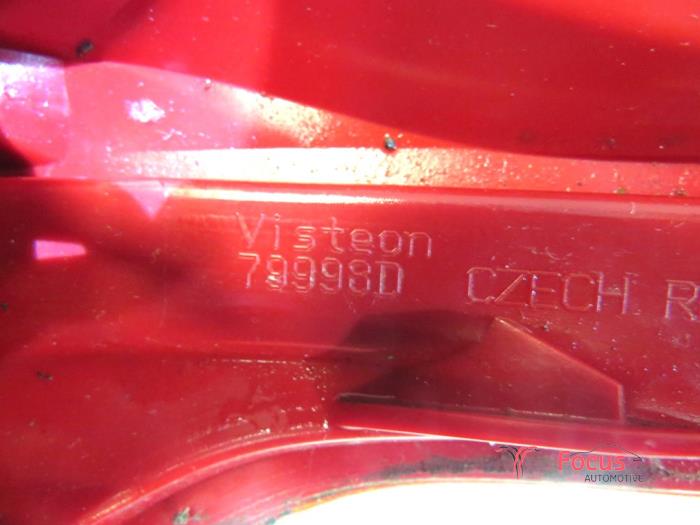 Visteon
79998D CZECH R
Focus
AUTOMOTIVE